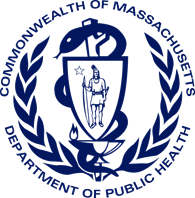 COMMONWEALTH OF MASSACHUSETTS
DEPARTMENT OF PUBLIC HEALTH